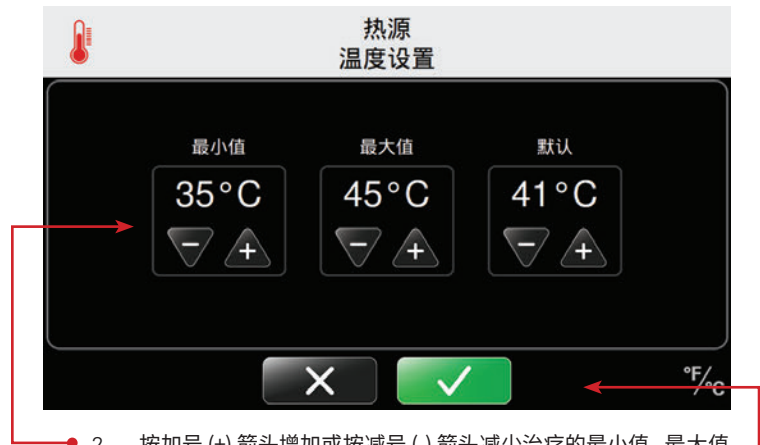 热源
温度设置
最小值 最大值 默认
35°C 45°C 41°C
- + - + - +
°F/°C
2. 按加号 (+) 箭头增加或按减号 (-) 箭头减少治疗的最小值、最大值